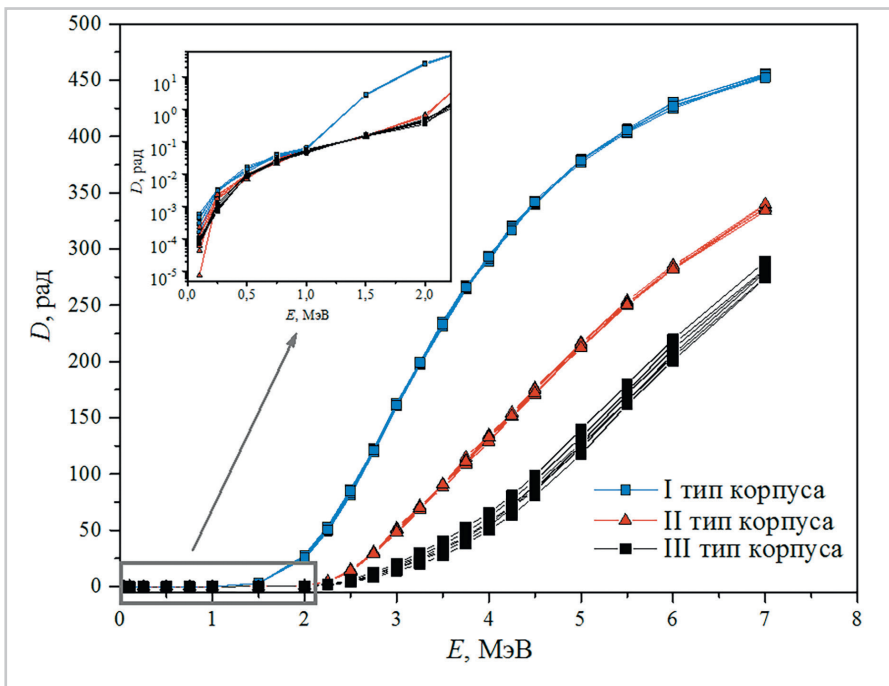 500
450
400
350
300
250
200
150
100
50
0
D, рад
0 1 2 3 4 5 6 7 8
E, МэВ
10¹
10⁰
10⁻¹
10⁻²
10⁻³
10⁻⁴
10⁻⁵
D, рад
0,0 0,5 1,0 1,5 2,0
E, МэВ
I тип корпуса
II тип корпуса
III тип корпуса